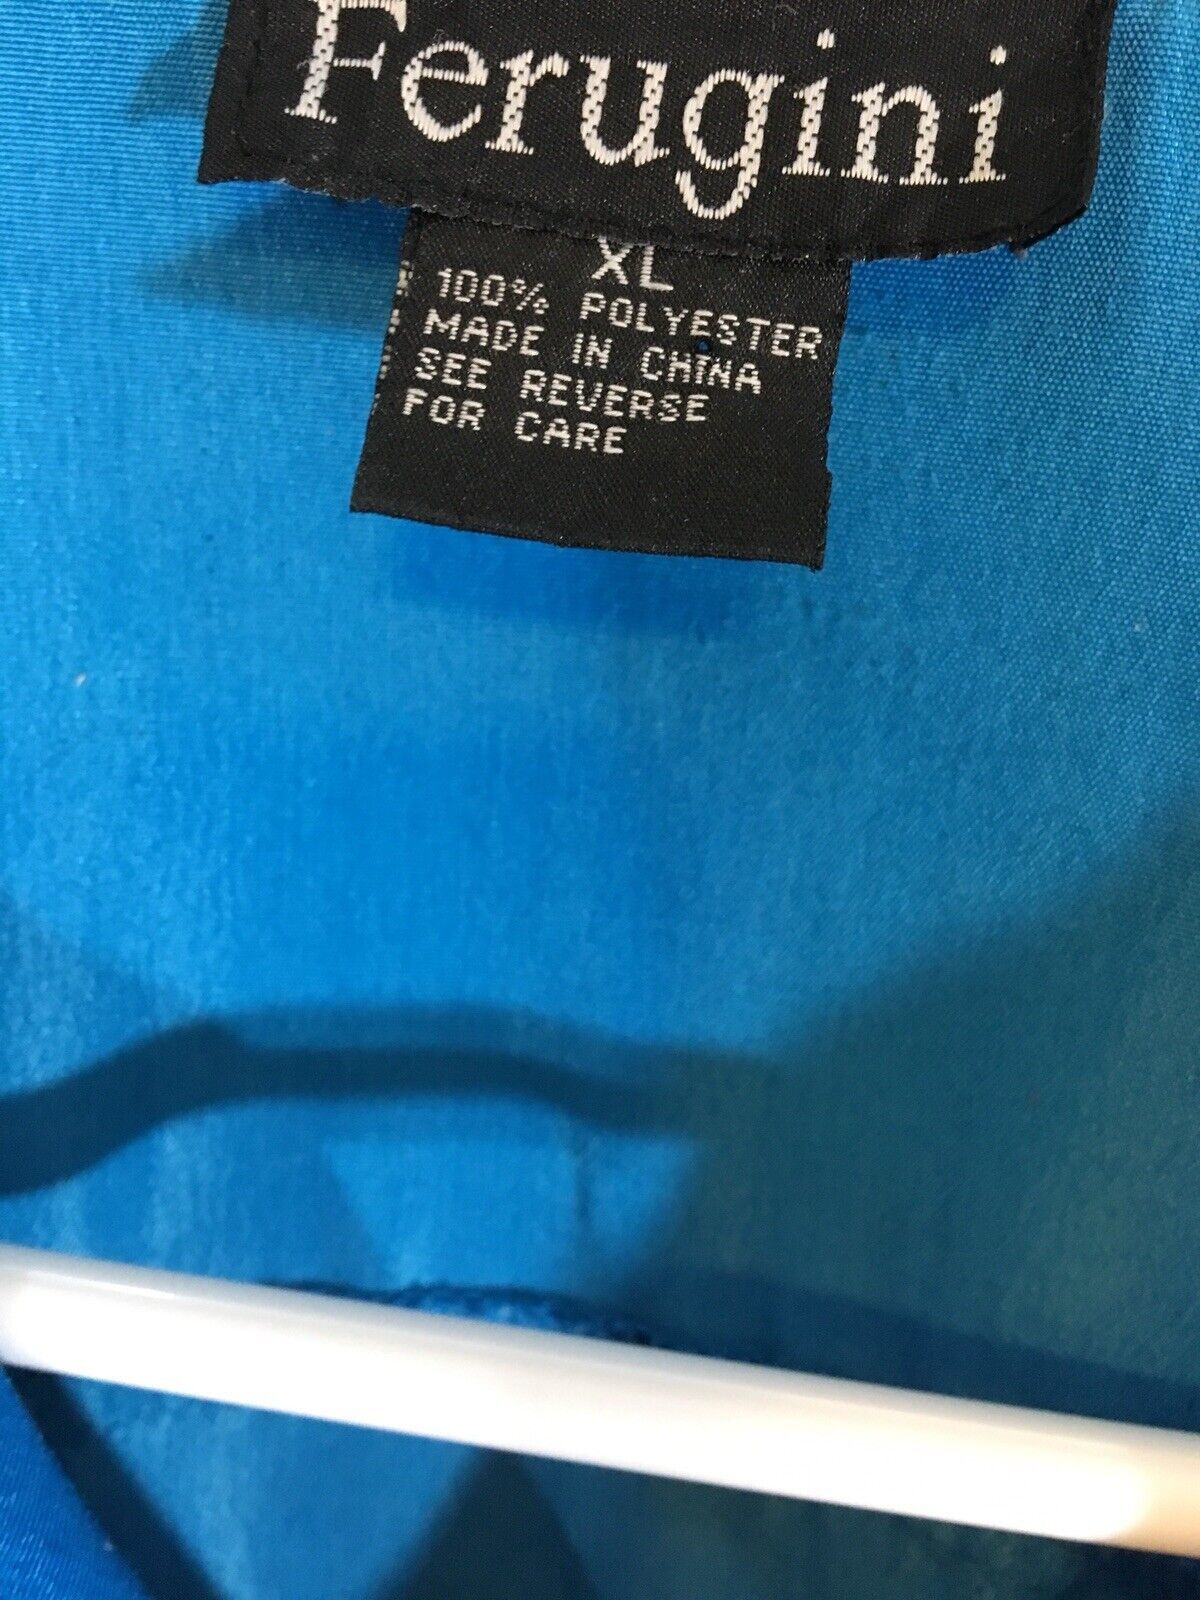 Ferugini
XL
100% POLYESTER
MADE IN CHINA
SEE REVERSE
FOR CARE